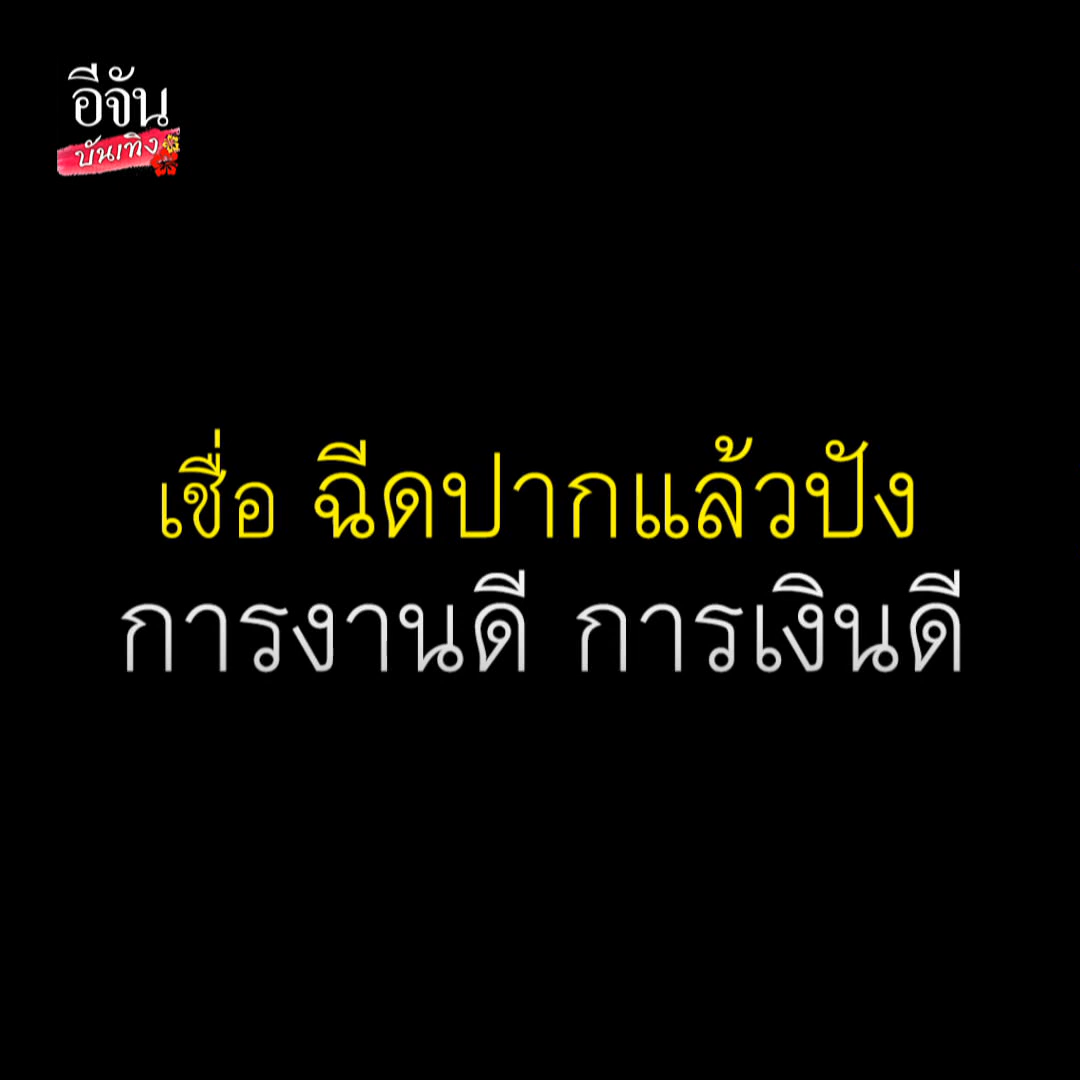 อีจัน
บันเทิง
เชื่อ ฉีดปากแล้วปัง
การงานดี การเงินดี